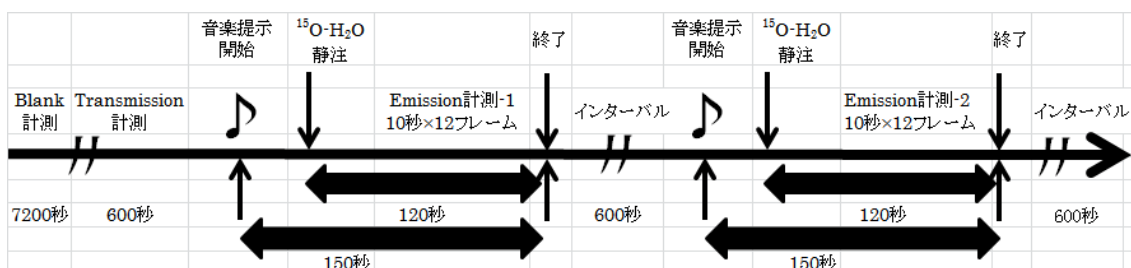 音楽提示
開始
¹⁵O-H₂O
静注
終了
音楽提示
開始
¹⁵O-H₂O
静注
終了
Blank
計測
Transmission
計測
Emission計測-1
10秒×12フレーム
インターバル
Emission計測-2
10秒×12フレーム
インターバル
7200秒
600秒
120秒
600秒
120秒
600秒
150秒
150秒